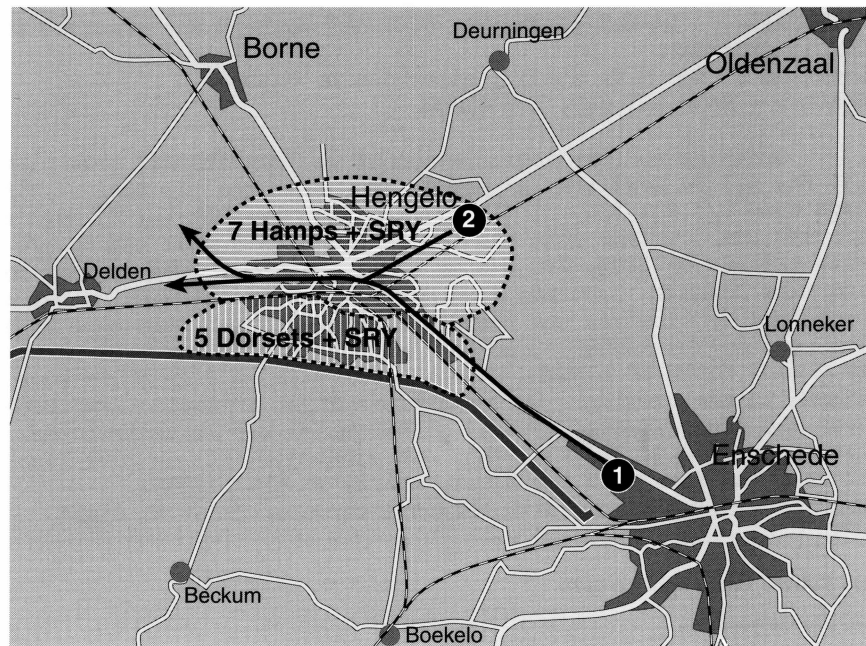 Deurningen
Borne
Oldenzaal
Hengelo
2
7 Hamps + SRY
Delden
Lonneker
5 Dorsets + SRY
Enschede
1
Beckum
Boekelo